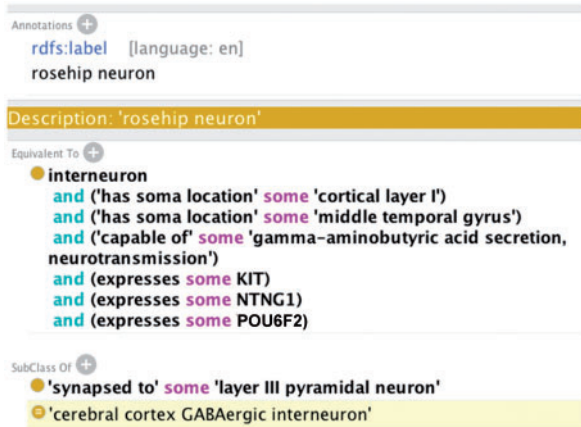 Annotations
rdfs:label [language: en]
rosehip neuron
Description: 'rosehip neuron'
Equivalent To
interneuron
and ('has soma location' some 'cortical layer I')
and ('has soma location' some 'middle temporal gyrus')
and ('capable of' some 'gamma-aminobutyric acid secretion,
neurotransmission')
and (expresses some KIT)
and (expresses some NTNG1)
and (expresses some POU6F2)
SubClass Of
'synapsed to' some 'layer III pyramidal neuron'
'cerebral cortex GABAergic interneuron'